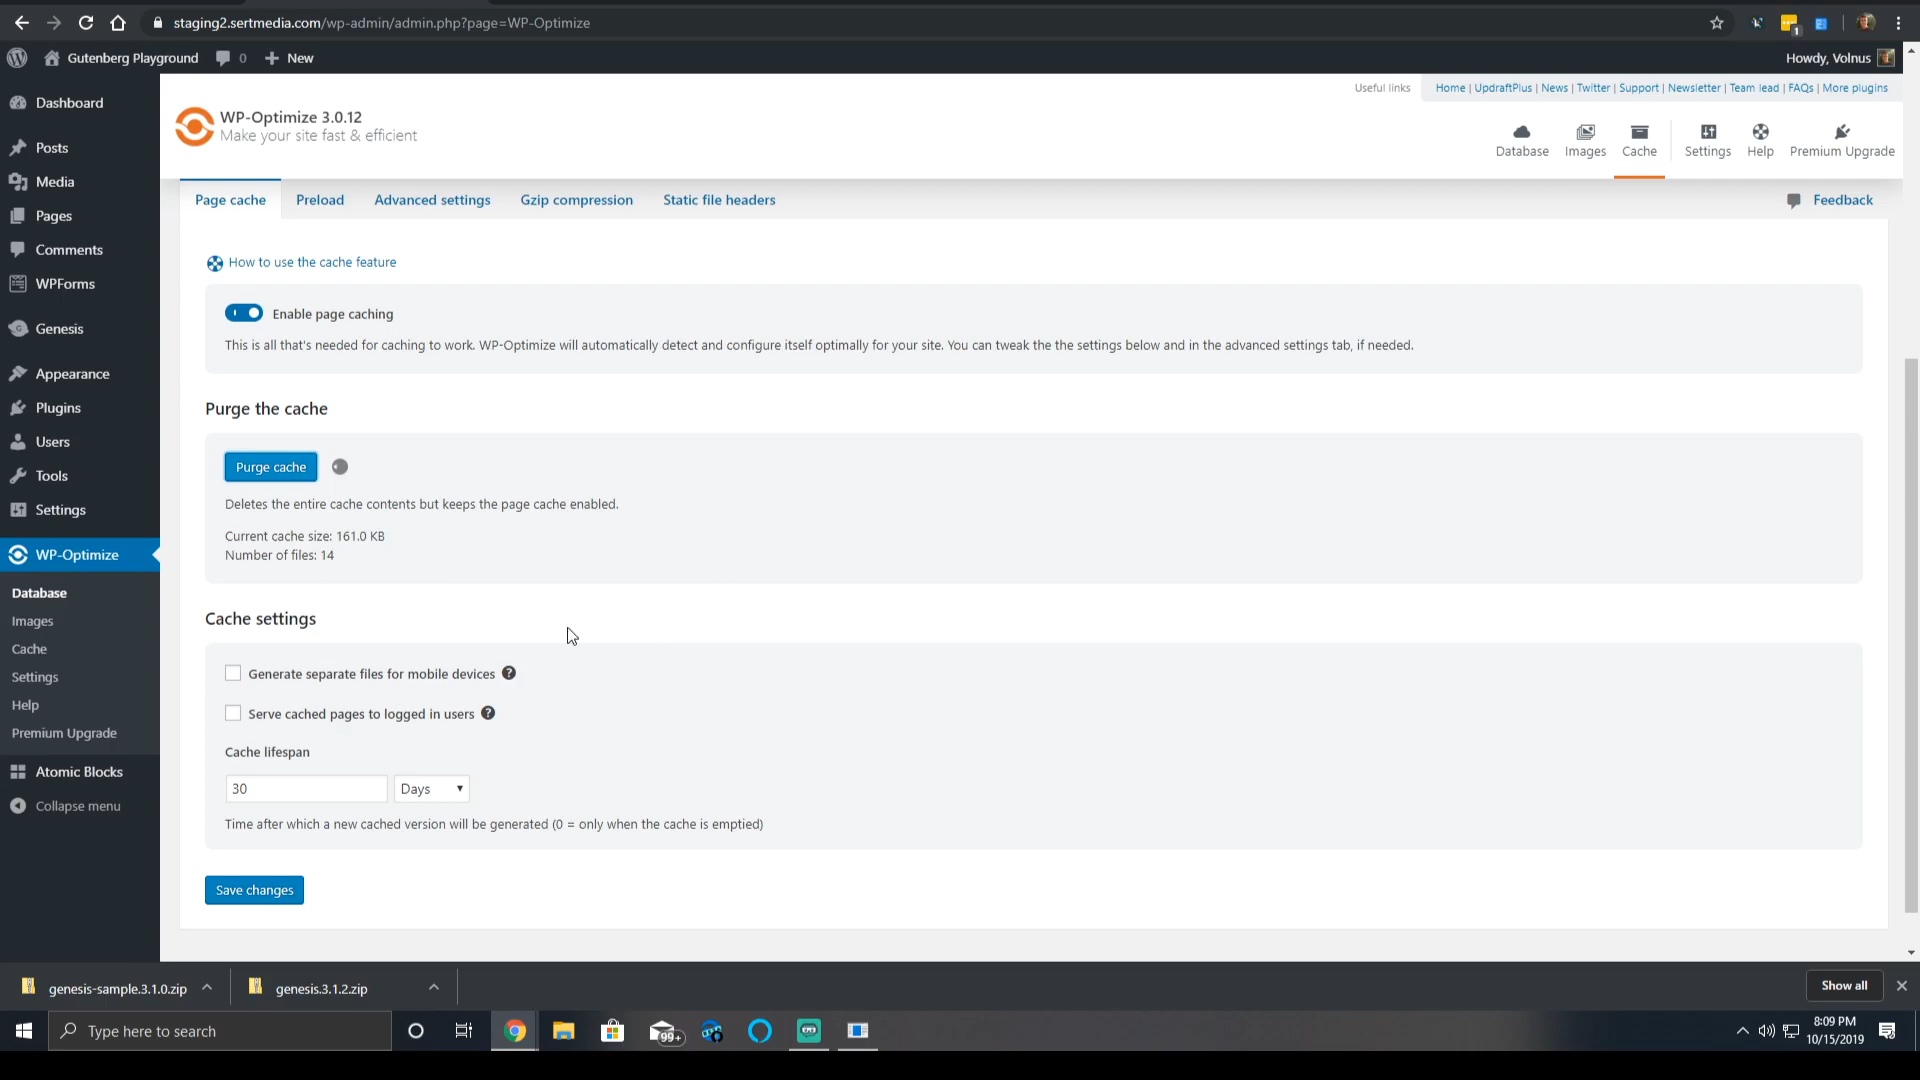 staging2.sertmedia.com/wp-admin/admin.php?page=WP-Optimize
1
Gutenberg Playground
0
New
Howdy, Volnus
Dashboard
Posts
Media
Pages
Comments
WPForms
Genesis
Appearance
Plugins
Users
Tools
Settings
WP-Optimize
Database
Images
Cache
Settings
Help
Premium Upgrade
Atomic Blocks
Collapse menu
WP-Optimize 3.0.12
Make your site fast & efficient
Useful links
Home | UpdraftPlus | News | Twitter | Support | Newsletter | Team lead | FAQs | More plugins
Database
Images
Cache
Settings
Help
Premium Upgrade
Page cache
Preload
Advanced settings
Gzip compression
Static file headers
Feedback
How to use the cache feature
Enable page caching
This is all that's needed for caching to work. WP-Optimize will automatically detect and configure itself optimally for your site. You can tweak the the settings below and in the advanced settings tab, if needed.
Purge the cache
Purge cache
Deletes the entire cache contents but keeps the page cache enabled.
Current cache size: 161.0 KB
Number of files: 14
Cache settings
Generate separate files for mobile devices ?
Serve cached pages to logged in users ?
Cache lifespan
30
Days
Time after which a new cached version will be generated (0 = only when the cache is emptied)
Save changes
genesis-sample.3.1.0.zip
genesis.3.1.2.zip
Show all
Type here to search
99+
8:09 PM
10/15/2019